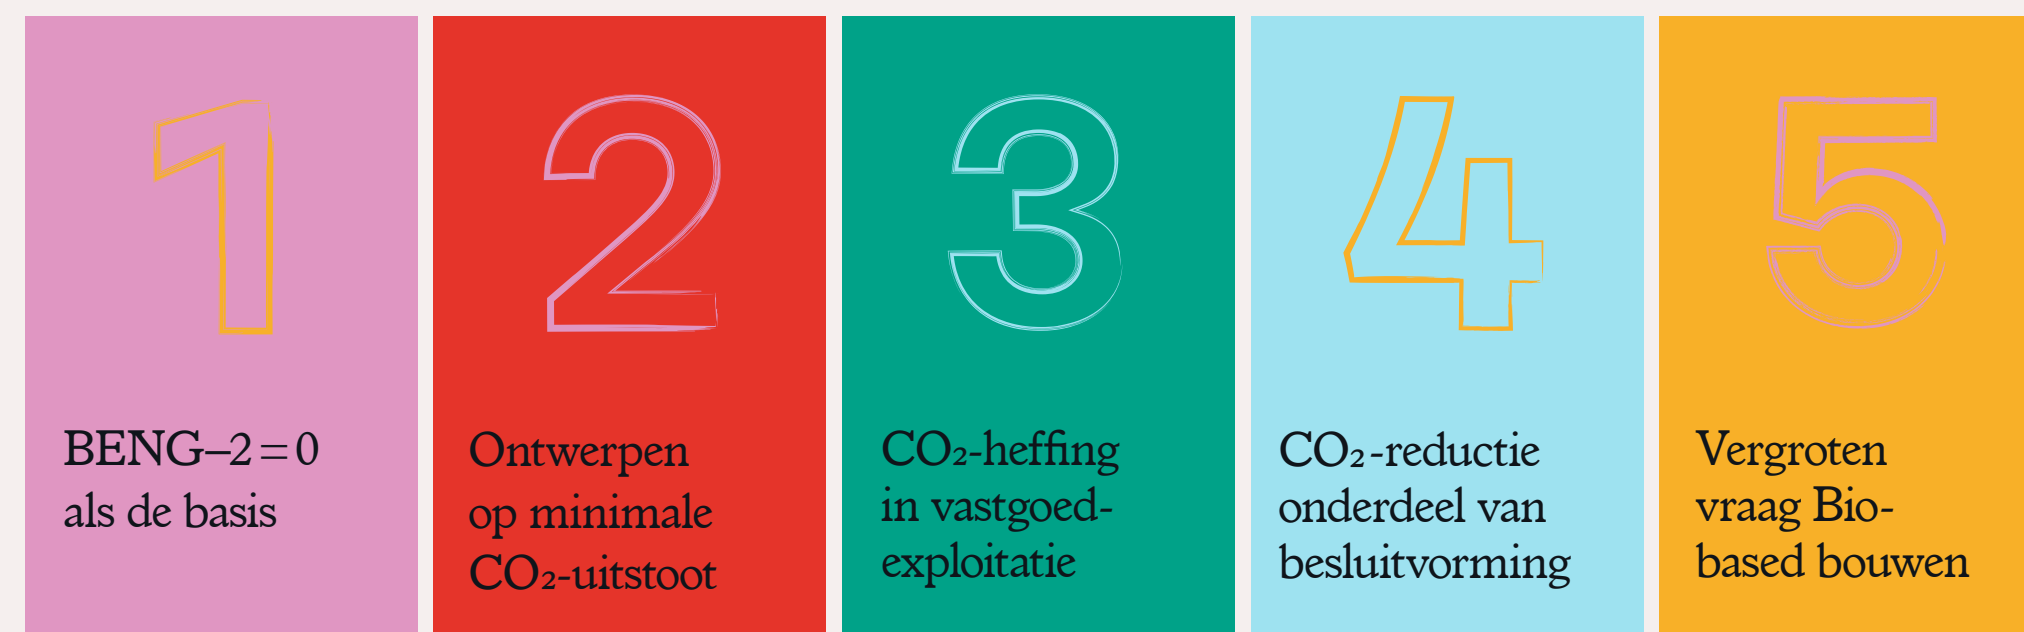 1
BENG–2=0
als de basis
2
Ontwerpen
op minimale
CO₂-uitstoot
3
CO₂-heffing
in vastgoed-
exploitatie
4
CO₂-reductie
onderdeel van
besluitvorming
5
Vergroten
vraag Bio-
based bouwen